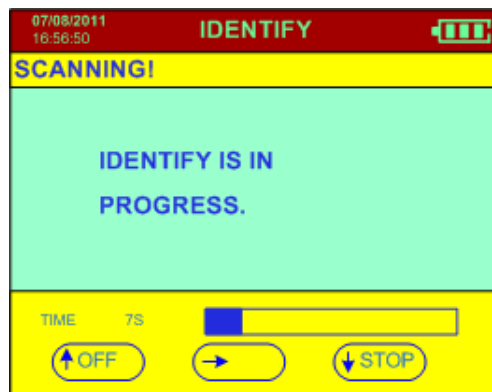 07/08/2011
16:56:50
IDENTIFY
SCANNING!
IDENTIFY IS IN
PROGRESS.
TIME 7S
OFF
STOP